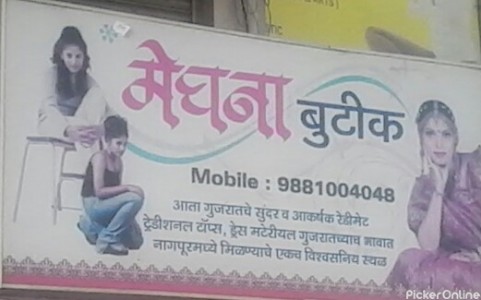 मेघना
बुटीक
Mobile : 9881004048
आता गुजरातचे सुंदर व आकर्षक रेडीमेट
ट्रेडीशनल टॉप्स, ड्रेस मटेरीयल गुजरातच्याच भावात
नागपूरमध्ये मिळण्याचे एकच विश्वसनिय स्थळ
PickerOnline